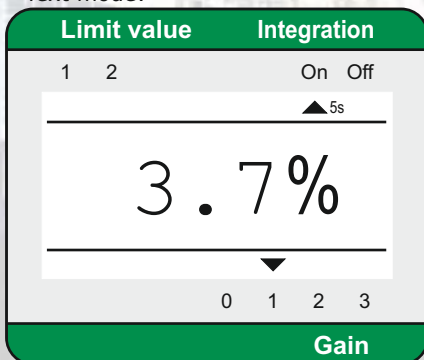 Limit value Integration
1 2 On Off
5s
3.7%
0 1 2 3
Gain